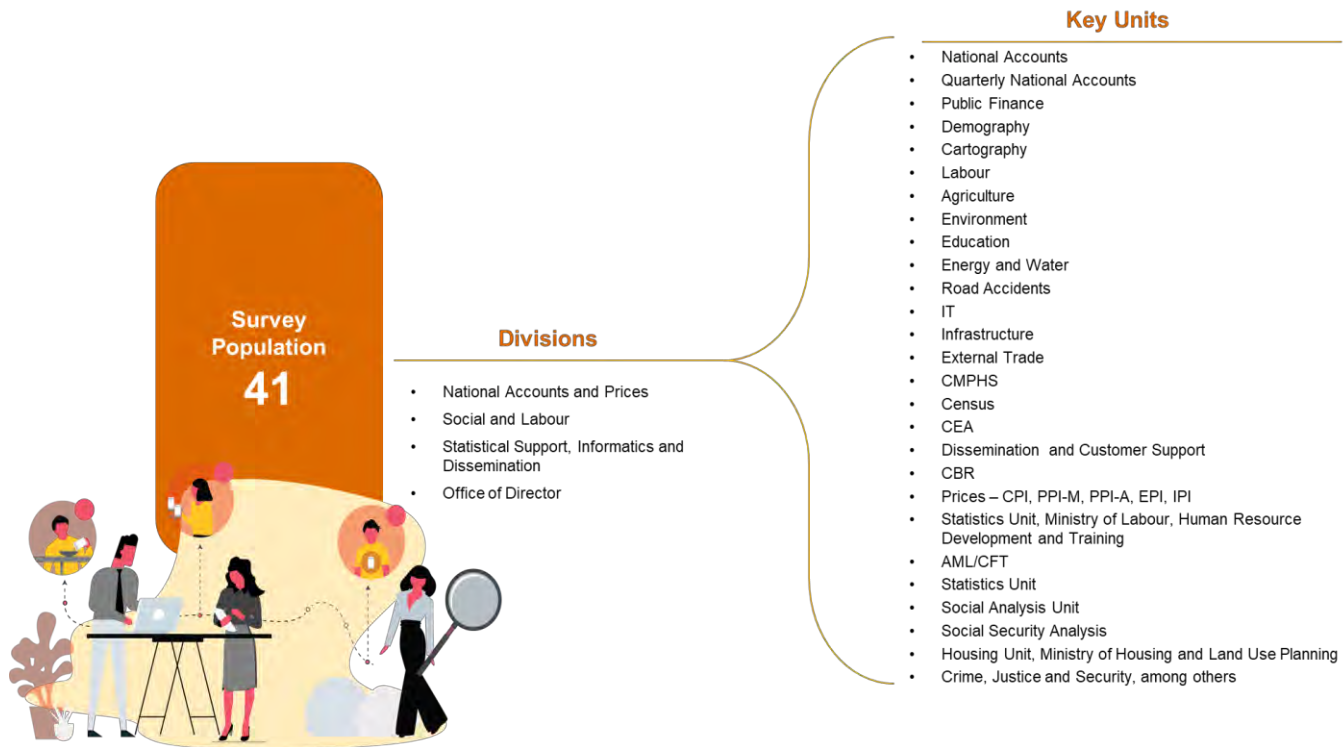 Survey
Population
41
Divisions
• National Accounts and Prices
• Social and Labour
• Statistical Support, Informatics and
Dissemination
• Office of Director
Key Units
• National Accounts
• Quarterly National Accounts
• Public Finance
• Demography
• Cartography
• Labour
• Agriculture
• Environment
• Education
• Energy and Water
• Road Accidents
• IT
• Infrastructure
• External Trade
• CMPHS
• Census
• CEA
• Dissemination and Customer Support
• CBR
• Prices – CPI, PPI-M, PPI-A, EPI, IPI
• Statistics Unit, Ministry of Labour, Human Resource
Development and Training
• AML/CFT
• Statistics Unit
• Social Analysis Unit
• Social Security Analysis
• Housing Unit, Ministry of Housing and Land Use Planning
• Crime, Justice and Security, among others